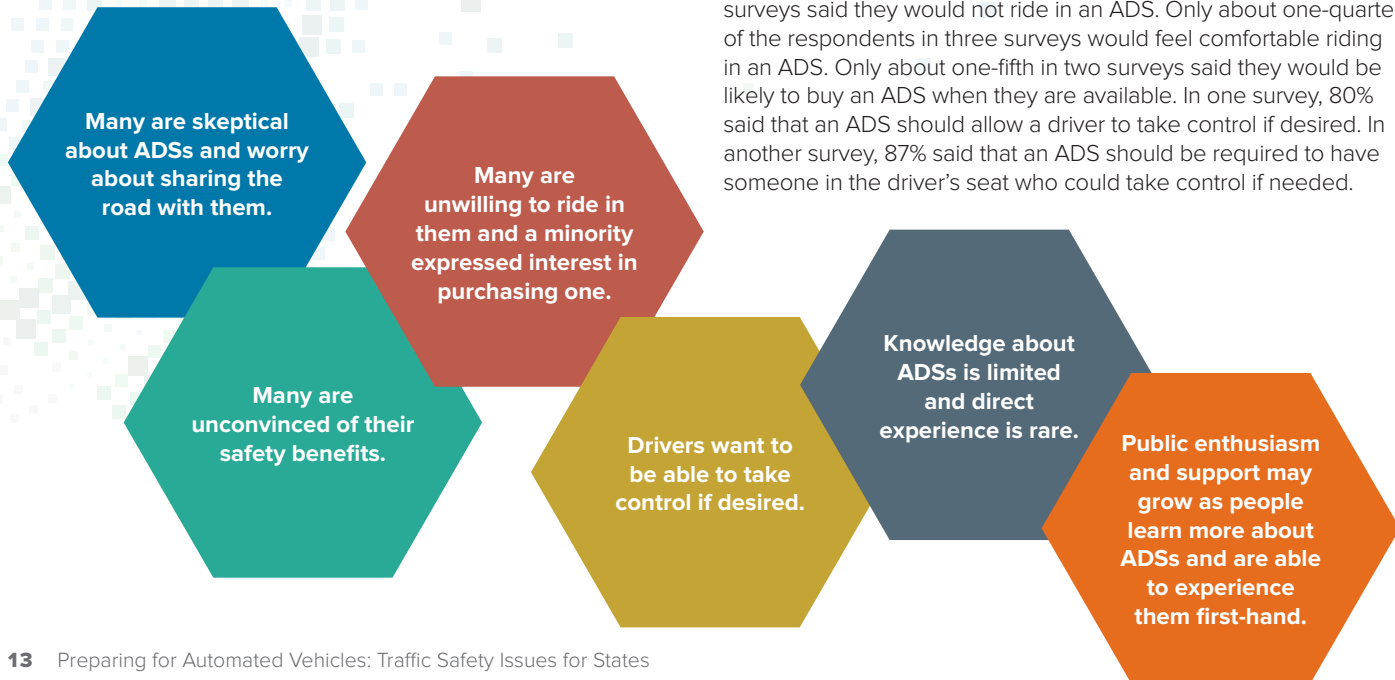 surveys said they would not ride in an ADS. Only about one-quarte
of the respondents in three surveys would feel comfortable riding
in an ADS. Only about one-fifth in two surveys said they would be
likely to buy an ADS when they are available. In one survey, 80%
said that an ADS should allow a driver to take control if desired. In
another survey, 87% said that an ADS should be required to have
someone in the driver's seat who could take control if needed.
Many are skeptical
about ADSs and worry
about sharing the
road with them.
Many are
unwilling to ride in
them and a minority
expressed interest in
purchasing one.
Many are
unconvinced of their
safety benefits.
Drivers want to
be able to take
control if desired.
Knowledge about
ADSs is limited
and direct
experience is rare.
Public enthusiasm
and support may
grow as people
learn more about
ADSs and are able
to experience
them first-hand.
13 Preparing for Automated Vehicles: Traffic Safety Issues for States